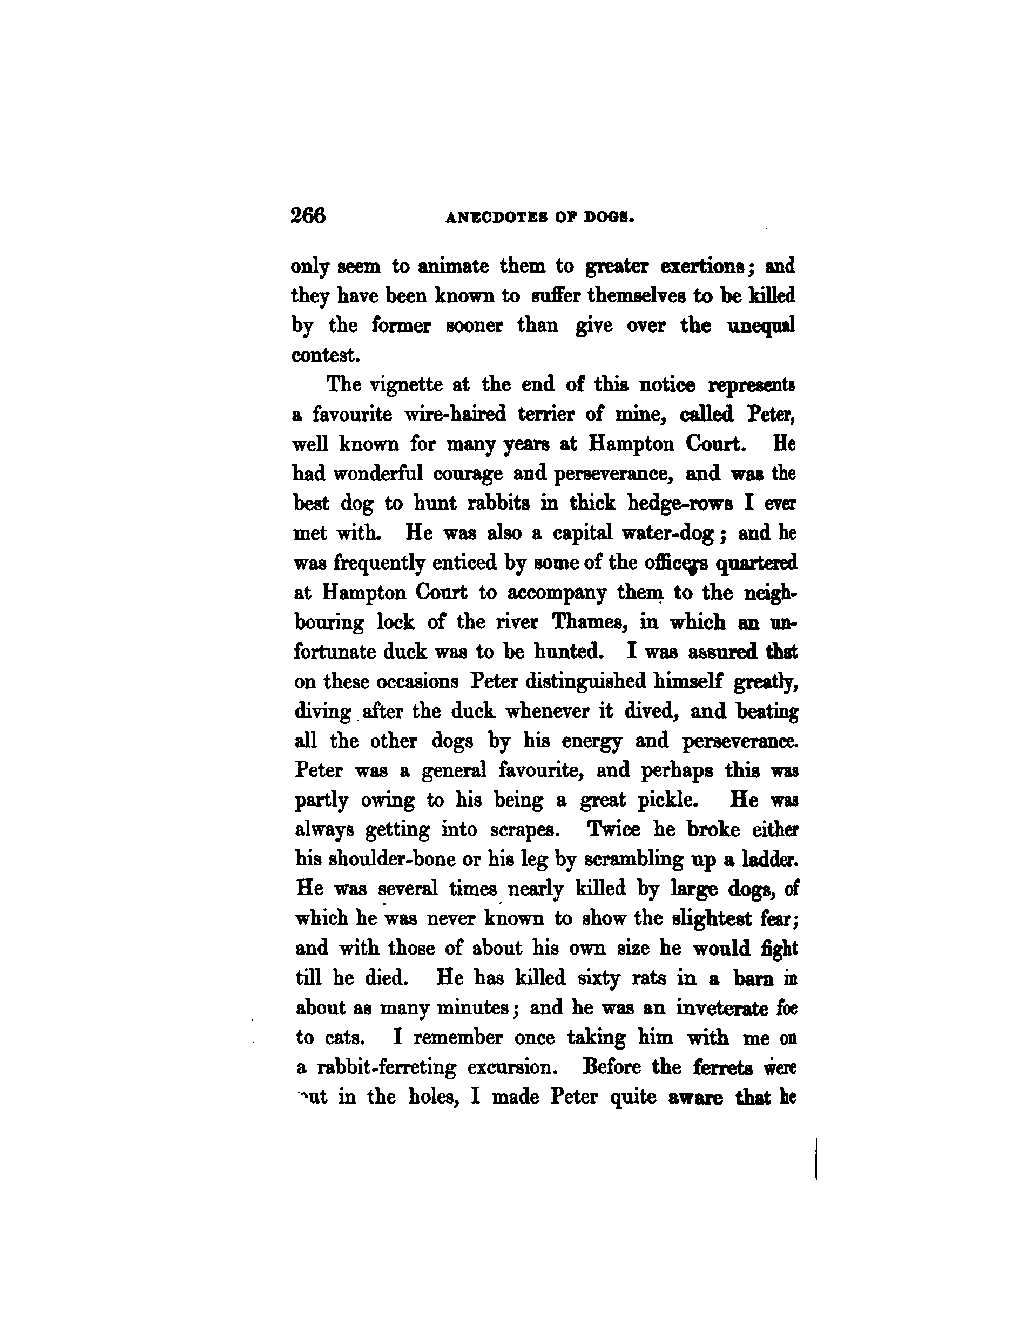 266 ANECDOTES OF DOGS.
only seem to animate them to greater exertions; and
they have been known to suffer themselves to be killed
by the former sooner than give over the unequal
contest.
The vignette at the end of this notice represents
a favourite wire-haired terrier of mine, called Peter,
well known for many years at Hampton Court. He
had wonderful courage and perseverance, and was the
best dog to hunt rabbits in thick hedge-rows I ever
met with. He was also a capital water-dog; and he
was frequently enticed by some of the officers quartered
at Hampton Court to accompany them to the neigh-
bouring lock of the river Thames, in which an un-
fortunate duck was to be hunted. I was assured that
on these occasions Peter distinguished himself greatly,
diving after the duck whenever it dived, and beating
all the other dogs by his energy and perseverance.
Peter was a general favourite, and perhaps this was
partly owing to his being a great pickle. He was
always getting into scrapes. Twice he broke either
his shoulder-bone or his leg by scrambling up a ladder.
He was several times nearly killed by large dogs, of
which he was never known to show the slightest fear;
and with those of about his own size he would fight
till he died. He has killed sixty rats in a barn in
about as many minutes; and he was an inveterate foe
to cats. I remember once taking him with me on
a rabbit-ferreting excursion. Before the ferrets were
ut in the holes, I made Peter quite aware that he